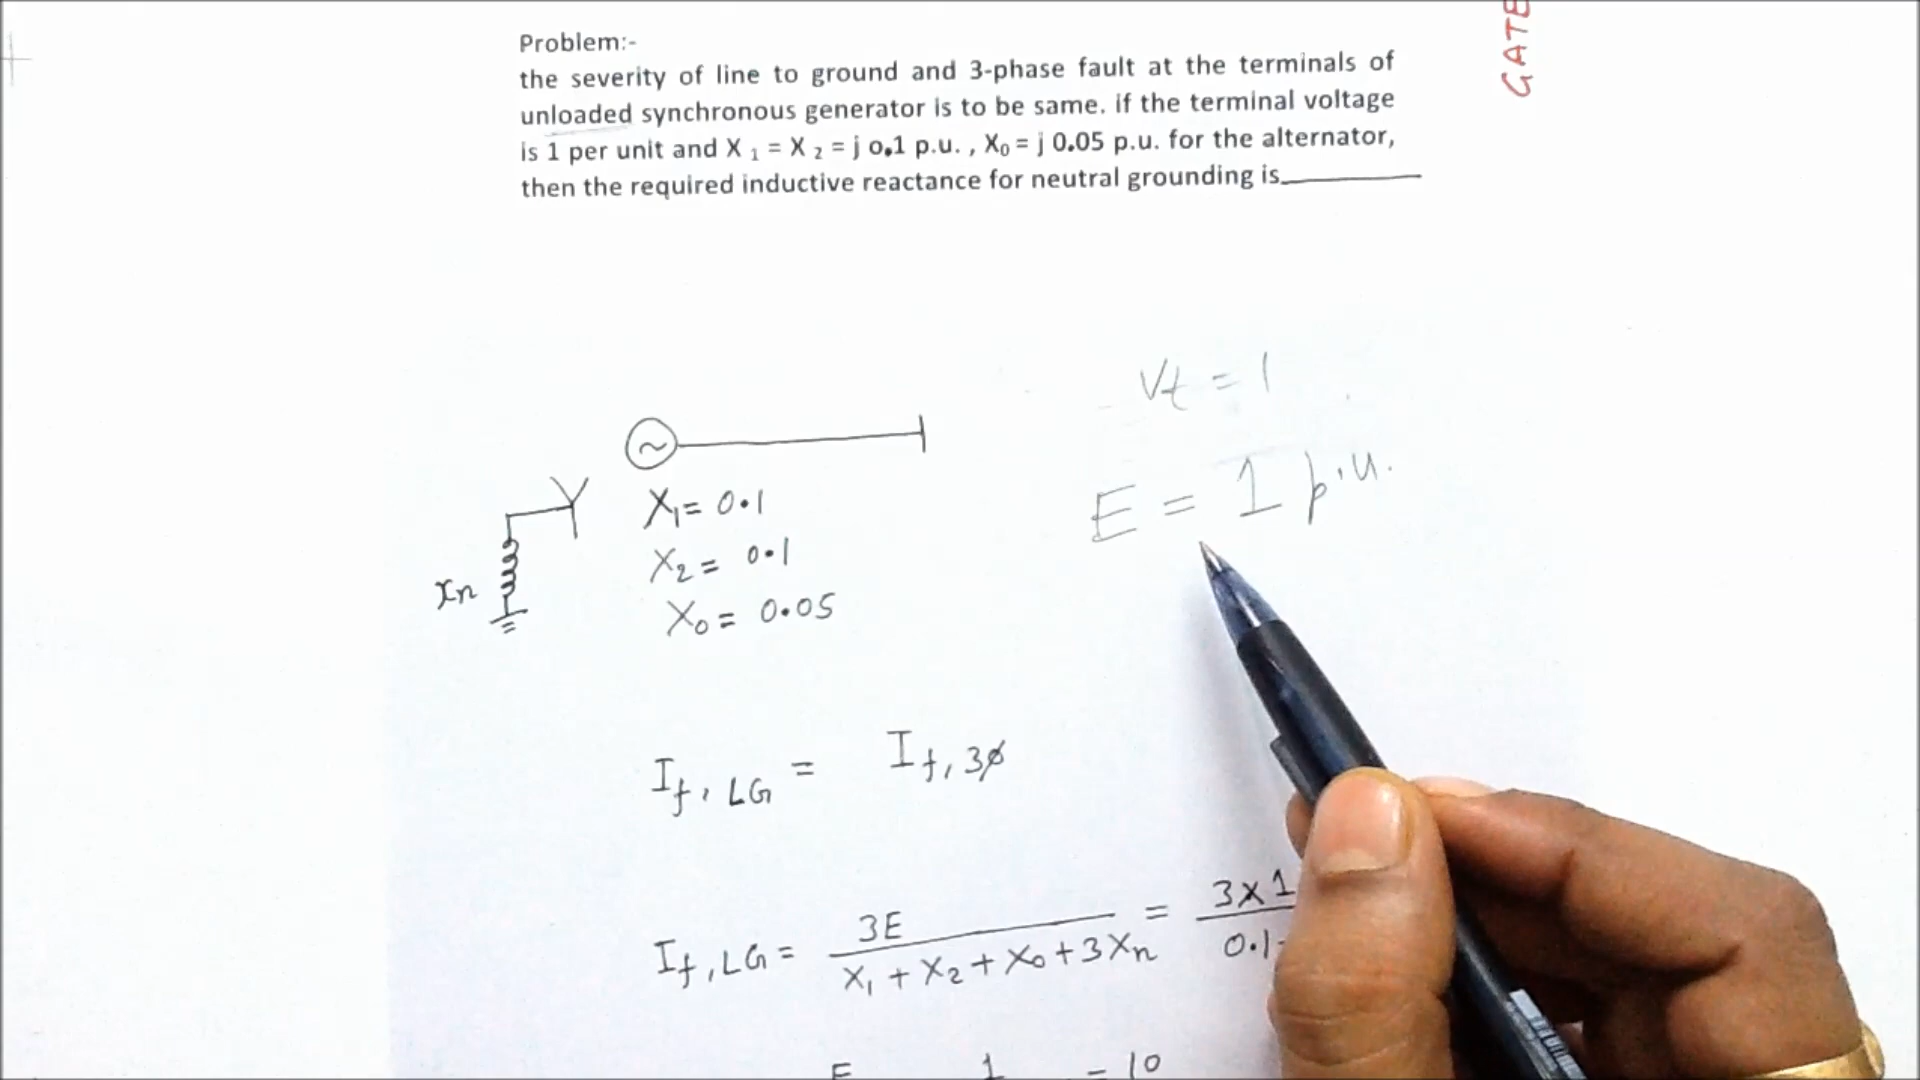 Problem:-
the severity of line to ground and 3-phase fault at the terminals of
unloaded synchronous generator is to be same. if the terminal voltage
is 1 per unit and X 1 = X 2 = j o.1 p.u. , X0 = j 0.05 p.u. for the alternator,
then the required inductive reactance for neutral grounding is
GATE
Vt = 1
E = 1 p.u.
X1= 0.1
X2= 0.1
X0= 0.05
Xn
If, LG = If, 3ϕ
If, LG = 3E / X1 + X2 + X0 + 3Xn = 3X1 / 0.1
E 1 = 10